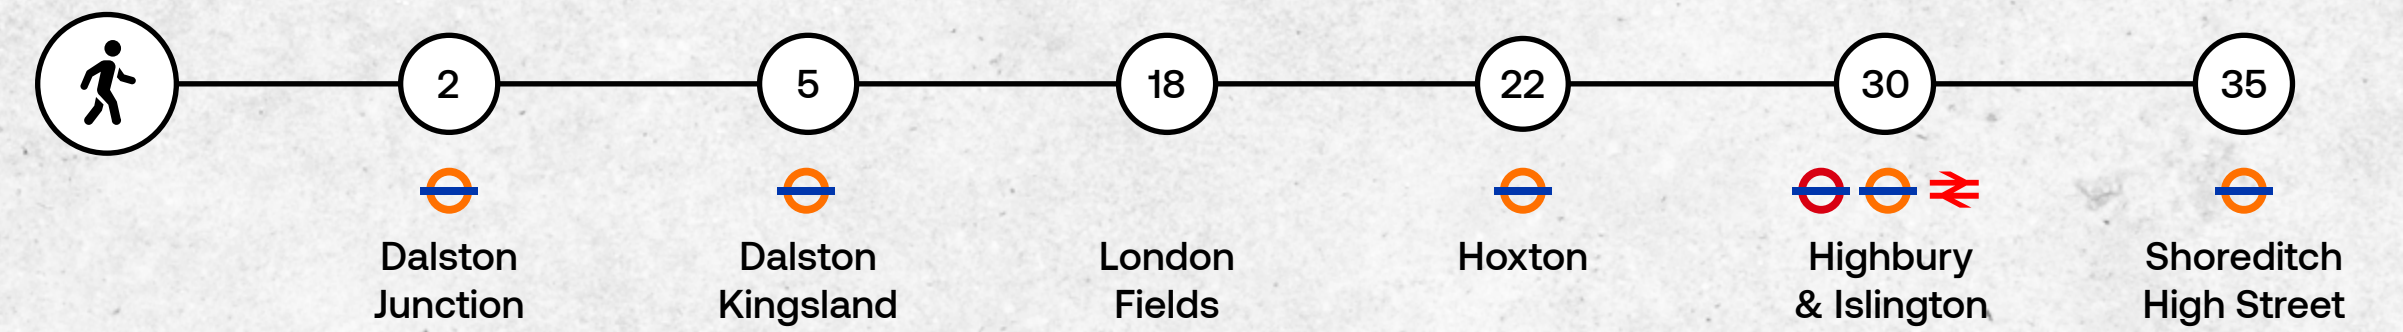 2
5
18
22
30
35
Dalston
Junction
Dalston
Kingsland
London
Fields
Hoxton
Highbury
& Islington
Shoreditch
High Street